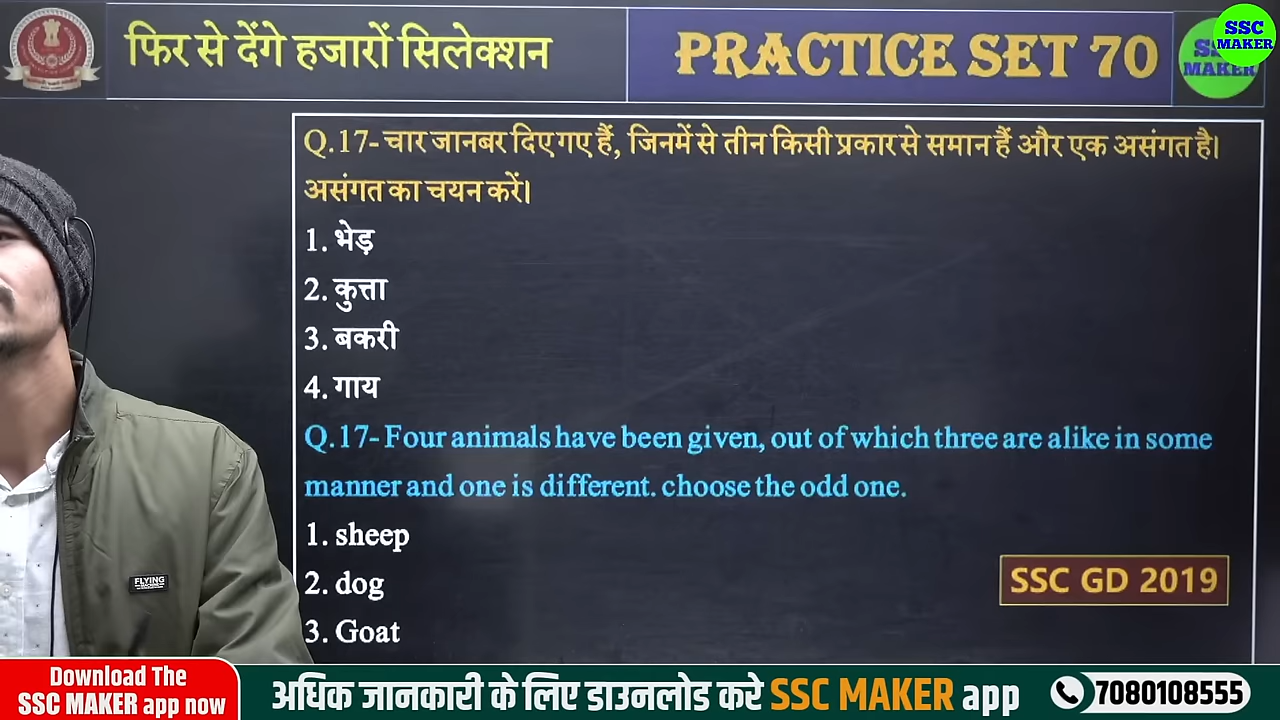 फिर से देंगे हजारों सिलेक्शन
PRACTICE SET 70
SSC
MAKER
MAKER
Q.17- चार जानबर दिए गए हैं, जिनमें से तीन किसी प्रकार से समान हैं और एक असंगत है।
असंगत का चयन करें।
1. भेड़
2. कुत्ता
3. बकरी
4. गाय
Q.17- Four animals have been given, out of which three are alike in some
manner and one is different. choose the odd one.
1. sheep
2. dog
SSC GD 2019
3. Goat
FLYING
Download The
SSC MAKER app now
अधिक जानकारी के लिए डाउनलोड करे SSC MAKER app
7080108555